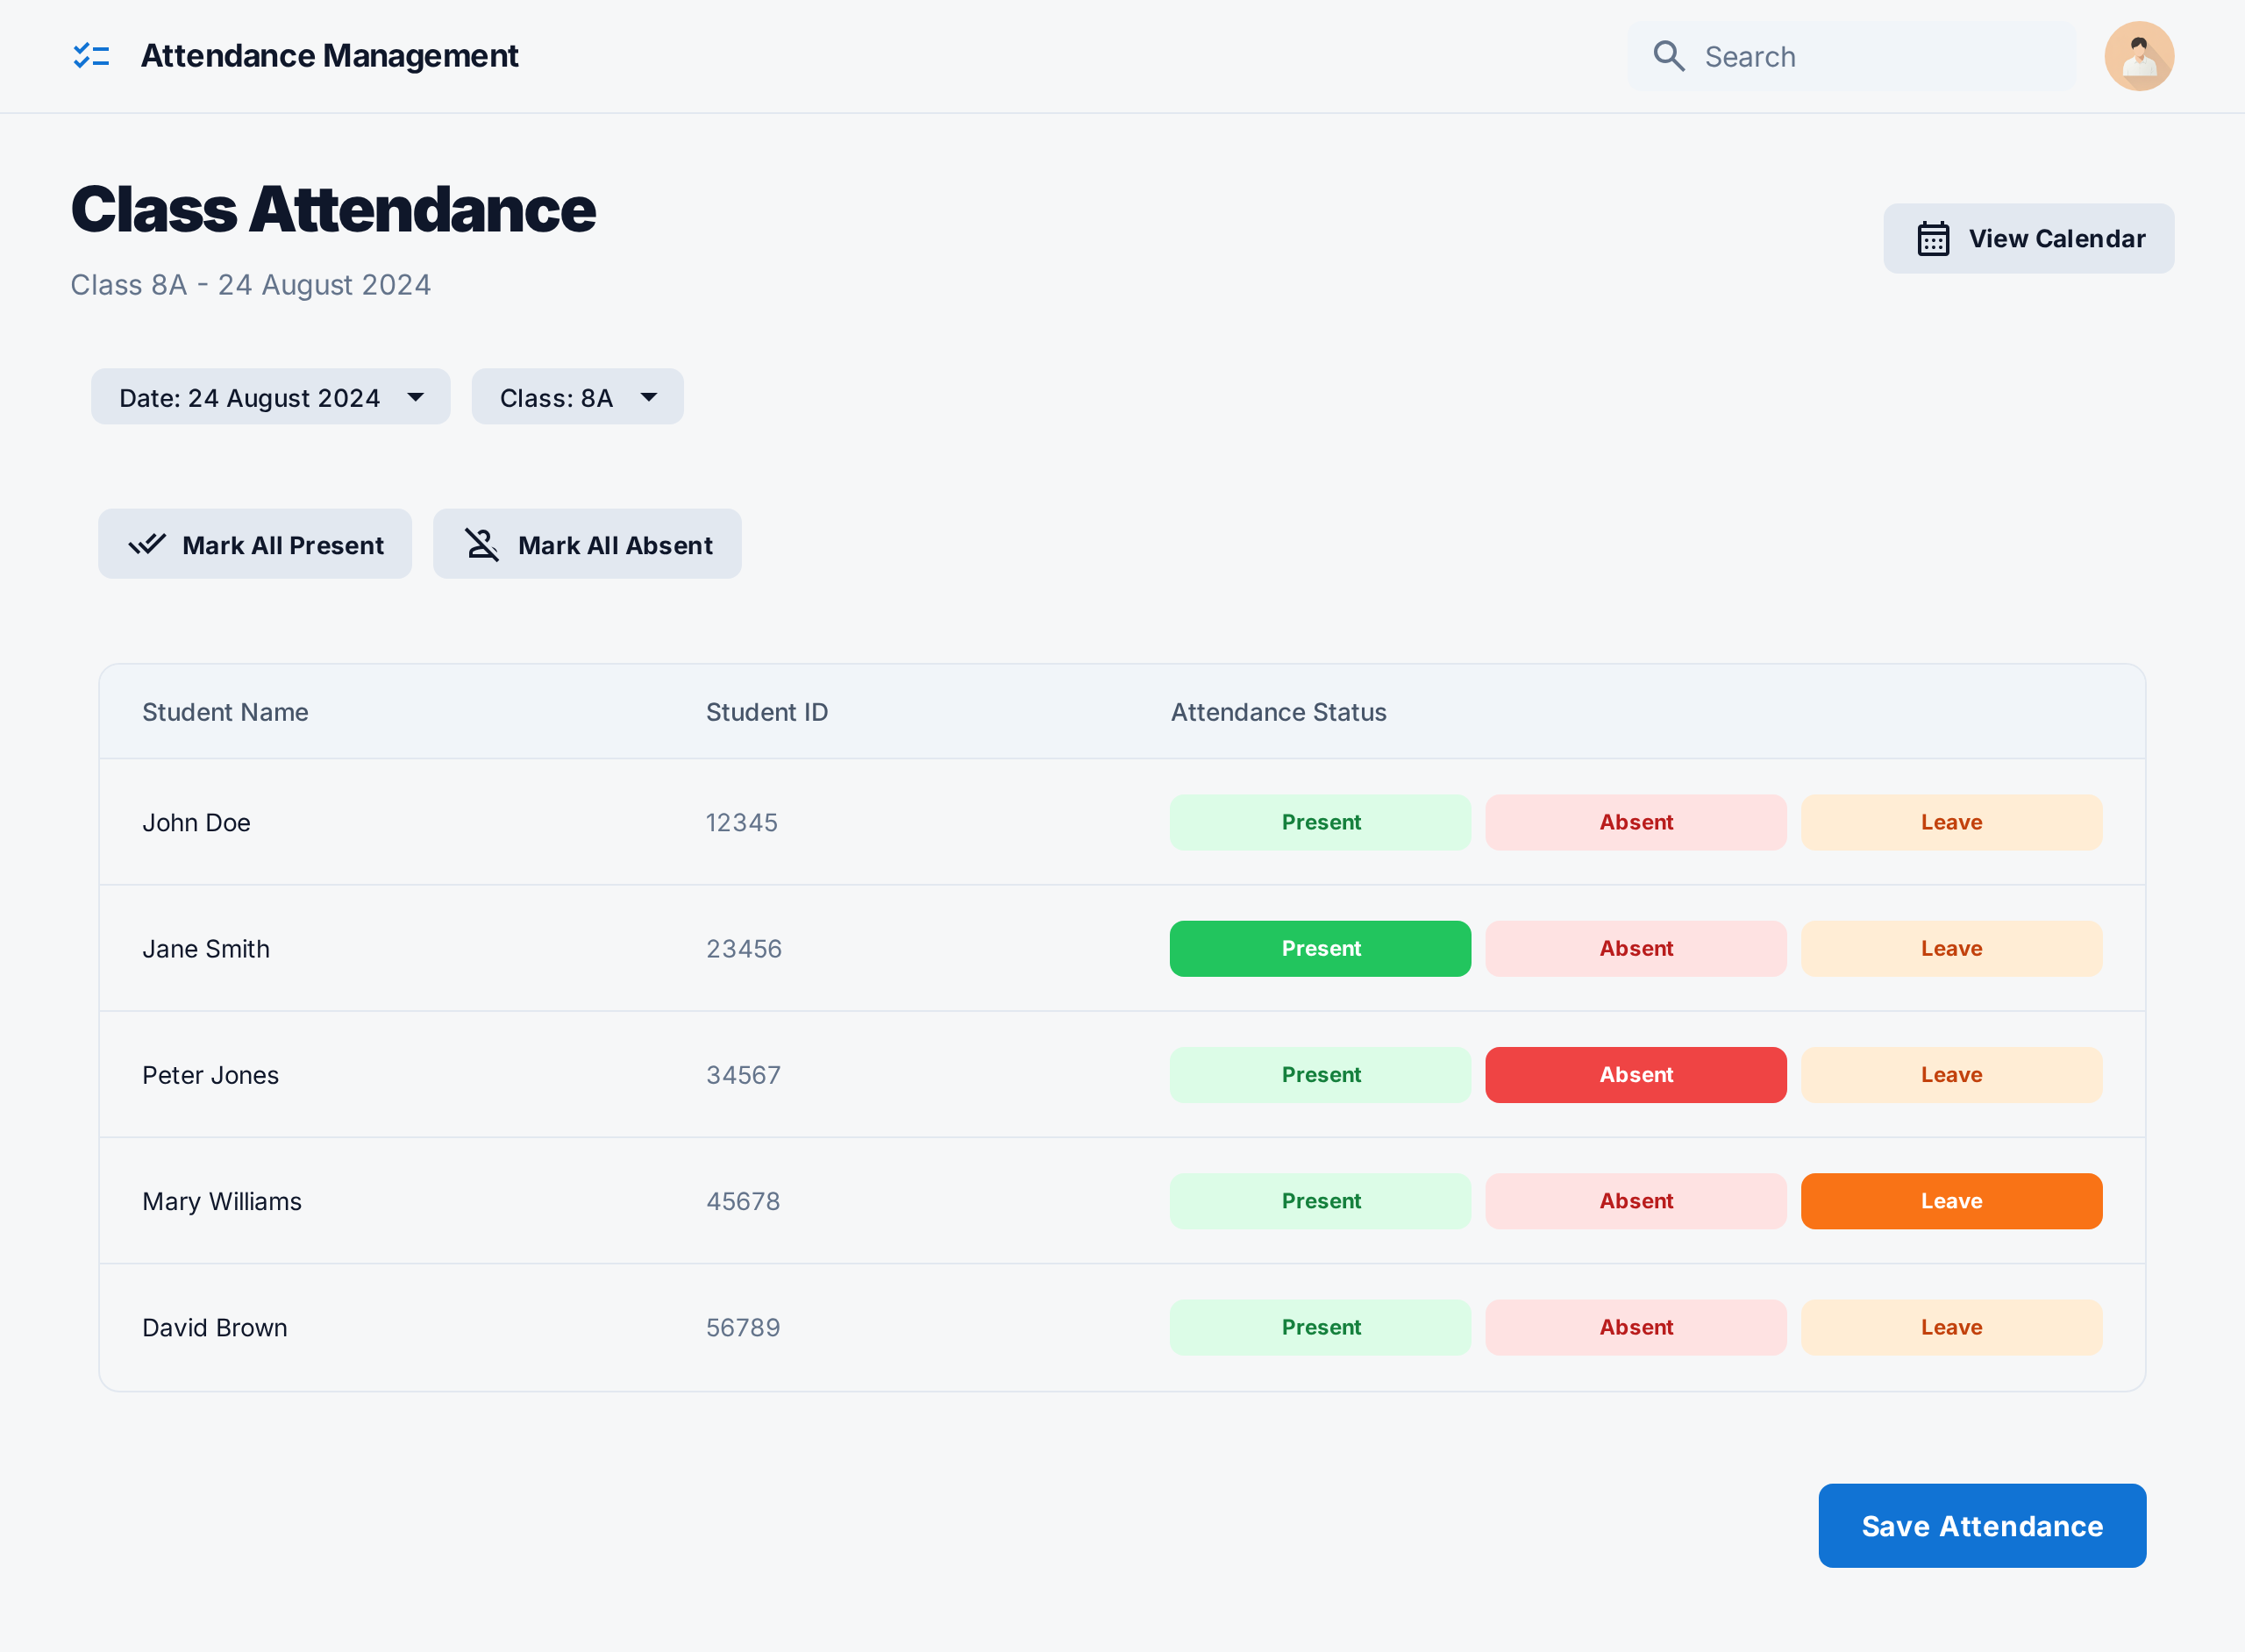 Attendance Management
Search
Class Attendance
View Calendar
Class 8A - 24 August 2024
Date: 24 August 2024
Class: 8A
Mark All Present
Mark All Absent
Student Name Student ID Attendance Status
John Doe 12345 Present Absent Leave
Jane Smith 23456 Present Absent Leave
Peter Jones 34567 Present Absent Leave
Mary Williams 45678 Present Absent Leave
David Brown 56789 Present Absent Leave
Save Attendance